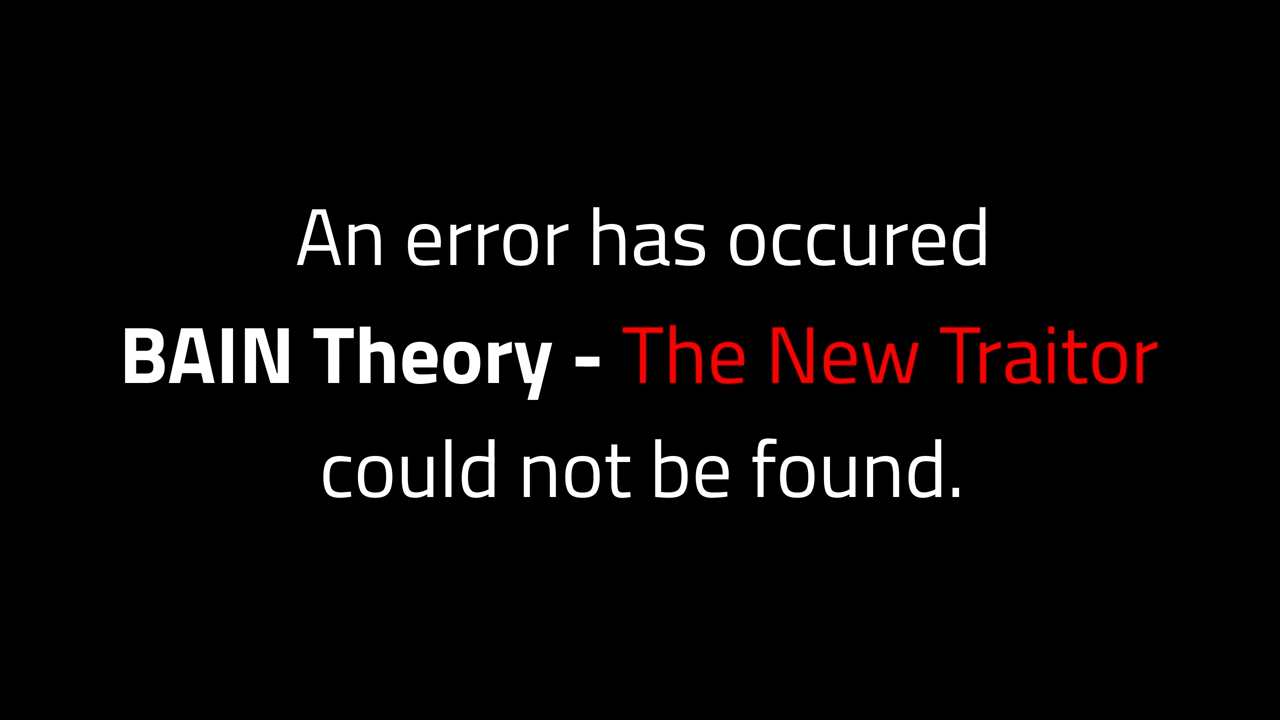 An error has occured
BAIN Theory - The New Traitor
could not be found.